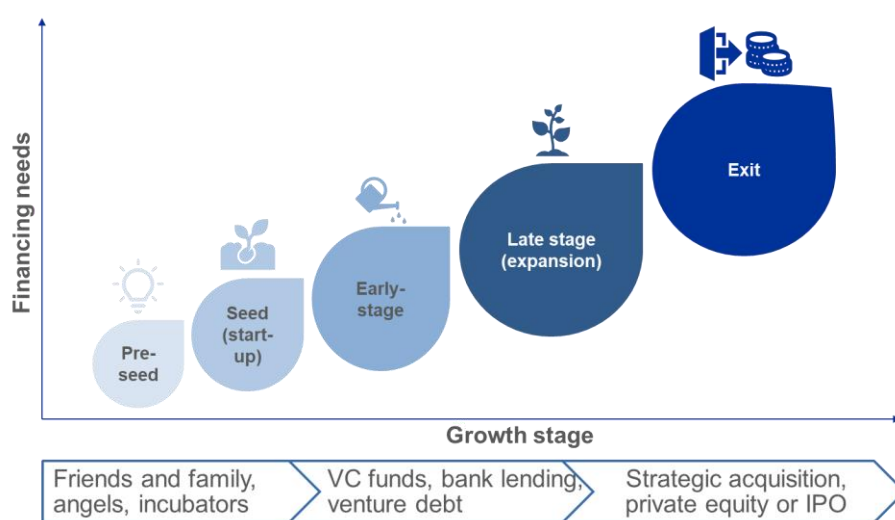 Financing needs
Pre-
seed
Seed
(start-
up)
Early-
stage
Late stage
(expansion)
Exit
Growth stage
Friends and family,
angels, incubators
VC funds, bank lending,
venture debt
Strategic acquisition,
private equity or IPO